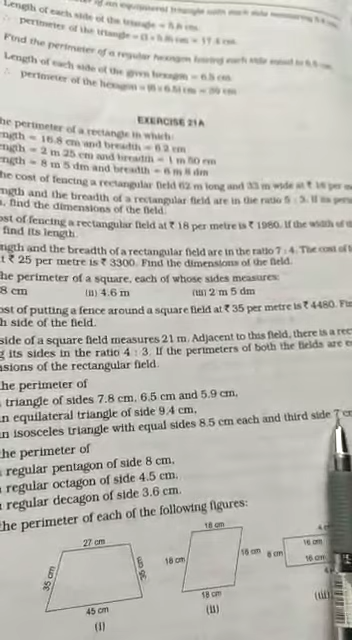 Length of each side of the triangle = 5.8 cm
∴ perimeter of the triangle = (3 × 5.8) cm = 17.4 cm
Find the perimeter of a regular hexagon having each side equal to 6.5 cm
Length of each side of the given hexagon = 6.5 cm
∴ perimeter of the hexagon = (6 × 6.5) cm = 39 cm
EXERCISE 21A
he perimeter of a rectangle in which:
ength = 16.8 cm and breadth = 6.2 cm
ength = 2 m 25 cm and breadth = 1 m 50 cm
ngth = 8 m 5 dm and breadth = 6 m 8 dm
he cost of fencing a rectangular field 62 m long and 33 m wide at ₹ 16 per
ngth and the breadth of a rectangular field are in the ratio 5 : 3. If its
, find the dimensions of the field.
ost of fencing a rectangular field at ₹ 18 per metre is ₹ 1980. If the width of
find its length.
ngth and the breadth of a rectangular field are in the ratio 7 : 4. The cost of
t ₹ 25 per metre is ₹ 3300. Find the dimensions of the field.
he perimeter of a square, each of whose sides measures:
8 cm (ii) 4.6 m (iii) 2 m 5 dm
ost of putting a fence around a square field at ₹ 35 per metre is ₹ 4480.
h side of the field.
side of a square field measures 21 m. Adjacent to this field, there is a rec
g its sides in the ratio 4 : 3. If the perimeters of both the fields are e
nsions of the rectangular field.
he perimeter of
triangle of sides 7.8 cm, 6.5 cm and 5.9 cm,
n equilateral triangle of side 9.4 cm,
n isosceles triangle with equal sides 8.5 cm each and third side 7 cm
he perimeter of
regular pentagon of side 8 cm,
regular octagon of side 4.5 cm,
regular decagon of side 3.6 cm.
he perimeter of each of the following figures:
27 cm
35 cm
45 cm
(i)
18 cm
18 cm
18 cm
18 cm
(ii)
16 cm
8 cm
16 cm
(iii)